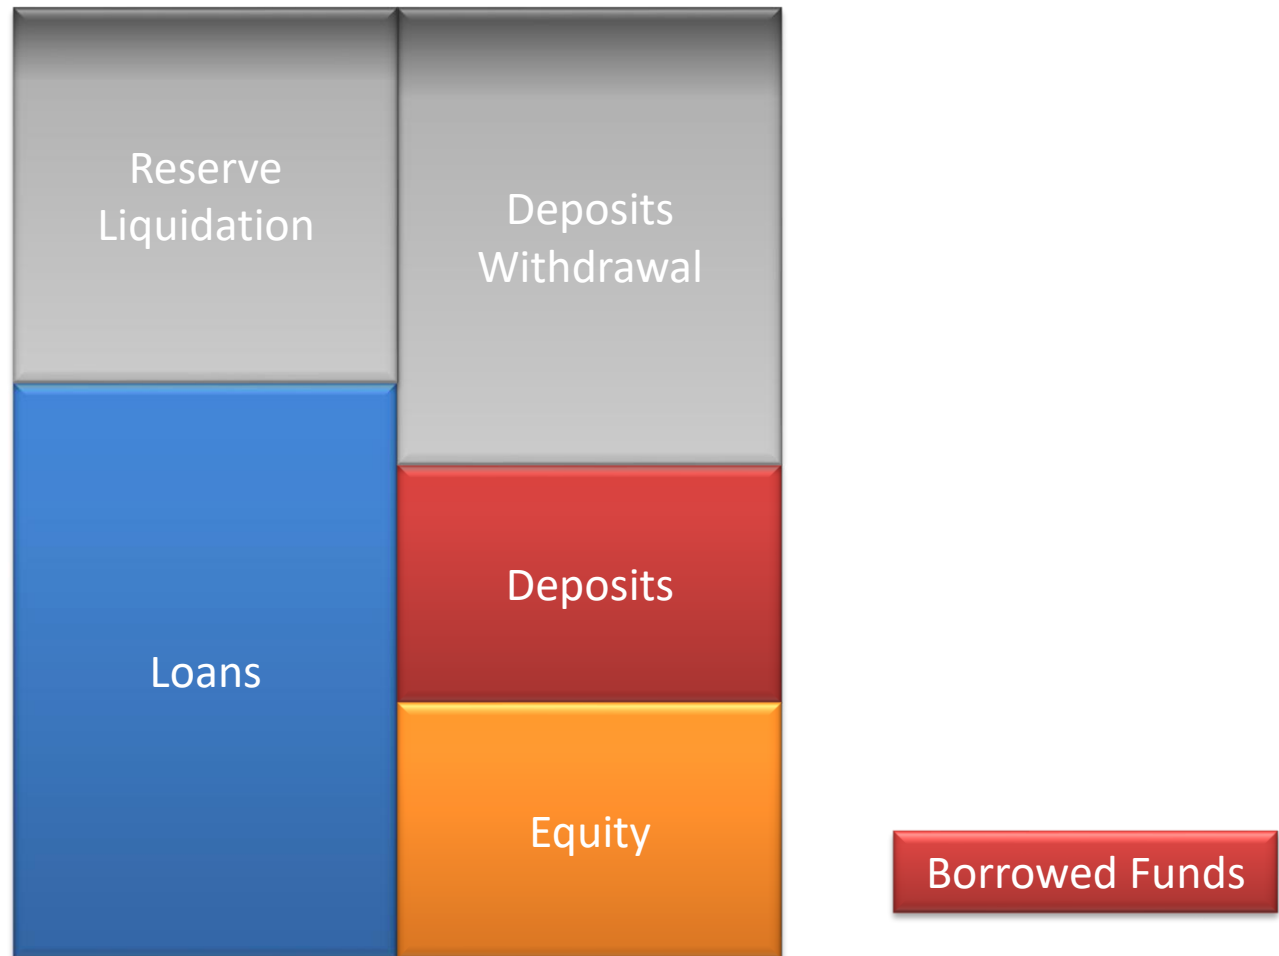 Reserve
Liquidation
Deposits
Withdrawal
Deposits
Loans
Equity
Borrowed Funds